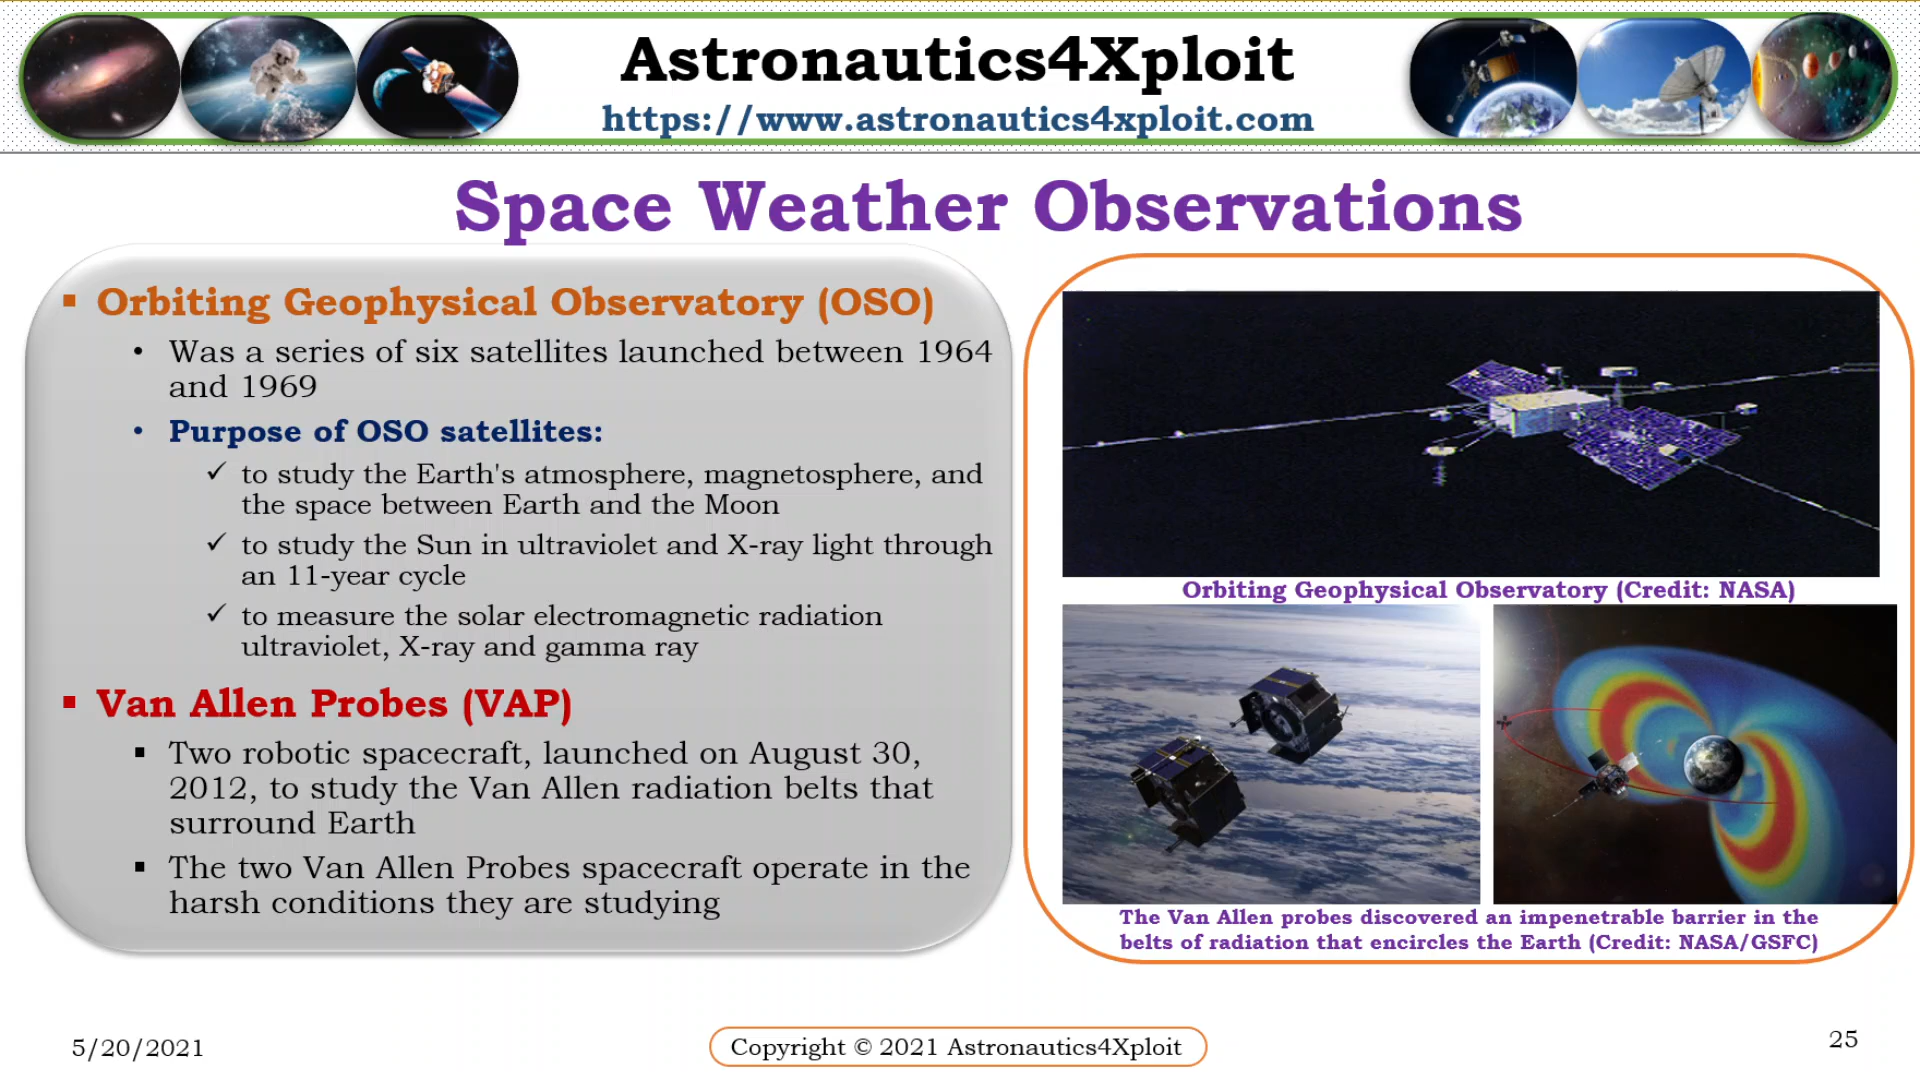 Astronautics4Xploit
https://www.astronautics4xploit.com
Space Weather Observations
▪ Orbiting Geophysical Observatory (OSO)
• Was a series of six satellites launched between 1964
and 1969
• Purpose of OSO satellites:
✓ to study the Earth's atmosphere, magnetosphere, and
the space between Earth and the Moon
✓ to study the Sun in ultraviolet and X-ray light through
an 11-year cycle
✓ to measure the solar electromagnetic radiation
ultraviolet, X-ray and gamma ray
▪ Van Allen Probes (VAP)
▪ Two robotic spacecraft, launched on August 30,
2012, to study the Van Allen radiation belts that
surround Earth
▪ The two Van Allen Probes spacecraft operate in the
harsh conditions they are studying
Orbiting Geophysical Observatory (Credit: NASA)
The Van Allen probes discovered an impenetrable barrier in the
belts of radiation that encircles the Earth (Credit: NASA/GSFC)
5/20/2021
Copyright © 2021 Astronautics4Xploit
25